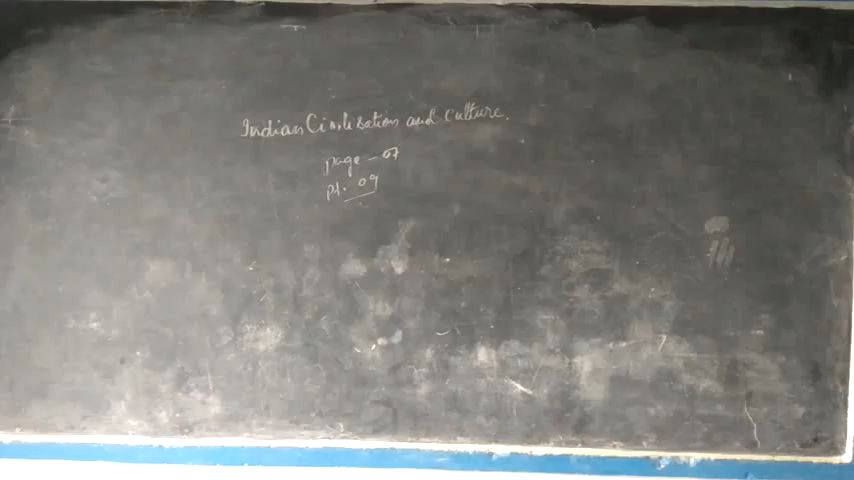 Indian Civilisation and Culture.
page - 07
pt. 09